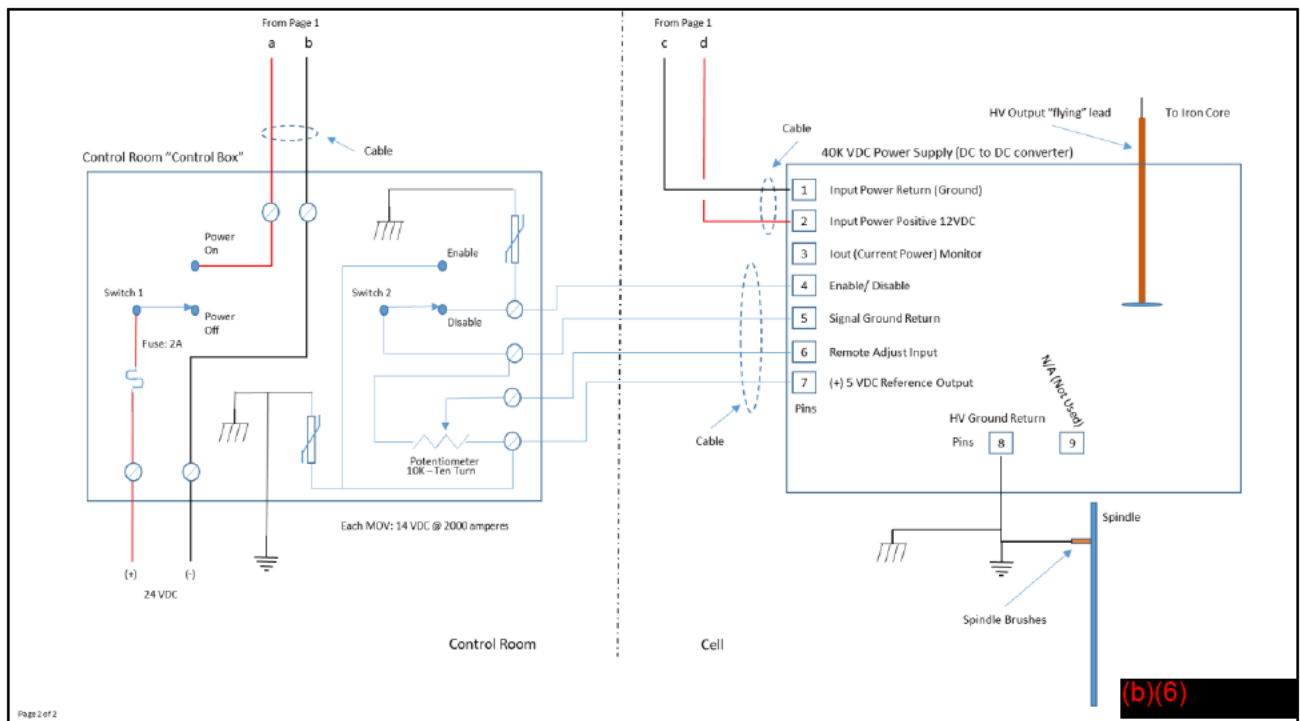 From Page 1
a
b
Cable
Control Room "Control Box"
Power
On
Enable
Switch 1
Switch 2
Power
Off
Disable
Fuse: 2A
Potentiometer
10K – Ten Turn
Each MOV: 14 VDC @ 2000 amperes
(+)
(-)
24 VDC
Control Room
From Page 1
c
d
Cable
HV Output "flying" lead
To Iron Core
40K VDC Power Supply (DC to DC converter)
1 Input Power Return (Ground)
2 Input Power Positive 12VDC
3 Iout (Current Power) Monitor
4 Enable/ Disable
5 Signal Ground Return
6 Remote Adjust Input
7 (+) 5 VDC Reference Output
Pins
Cable
N/A (Not Used)
HV Ground Return
Pins
8
9
Spindle
Spindle Brushes
Cell
(b)(6)
Page 2 of 2